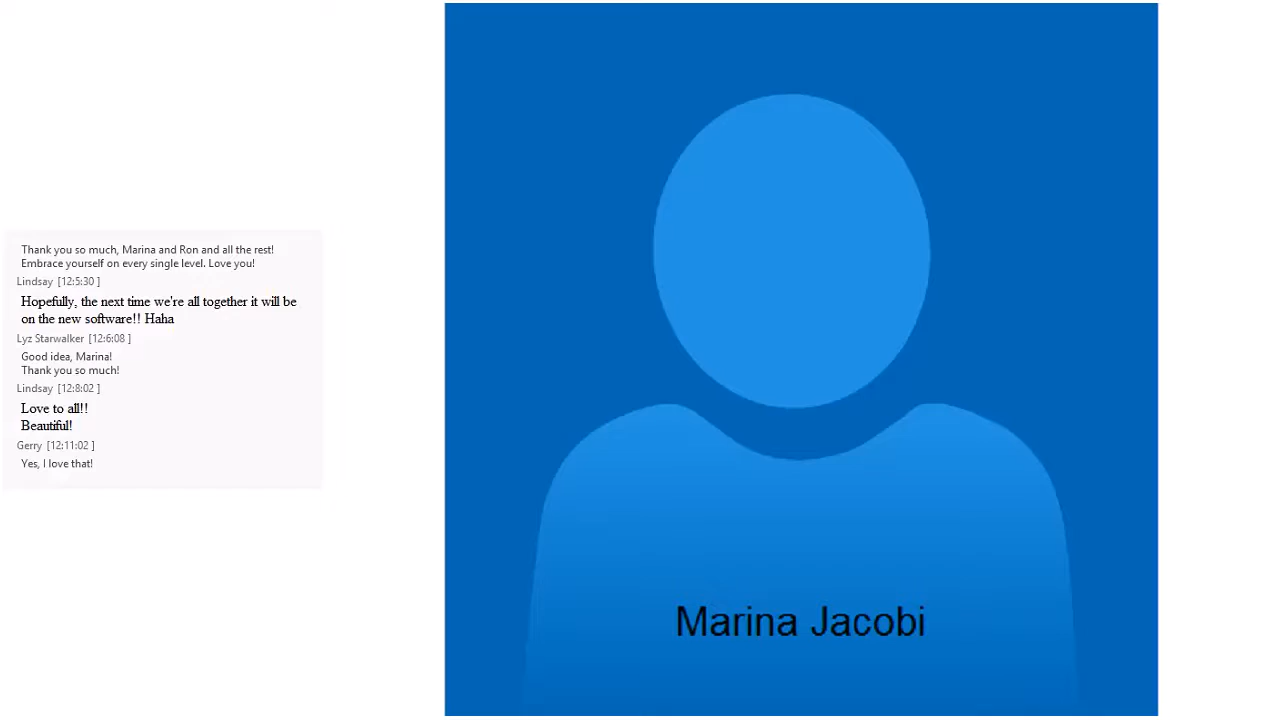 Thank you so much, Marina and Ron and all the rest!
Embrace yourself on every single level. Love you!
Lindsay [12:5:30 ]
Hopefully, the next time we're all together it will be
on the new software!! Haha
Lyz Starwalker [12:6:08 ]
Good idea, Marina!
Thank you so much!
Lindsay [12:8:02 ]
Love to all!!
Beautiful!
Gerry [12:11:02 ]
Yes, I love that!
Marina Jacobi